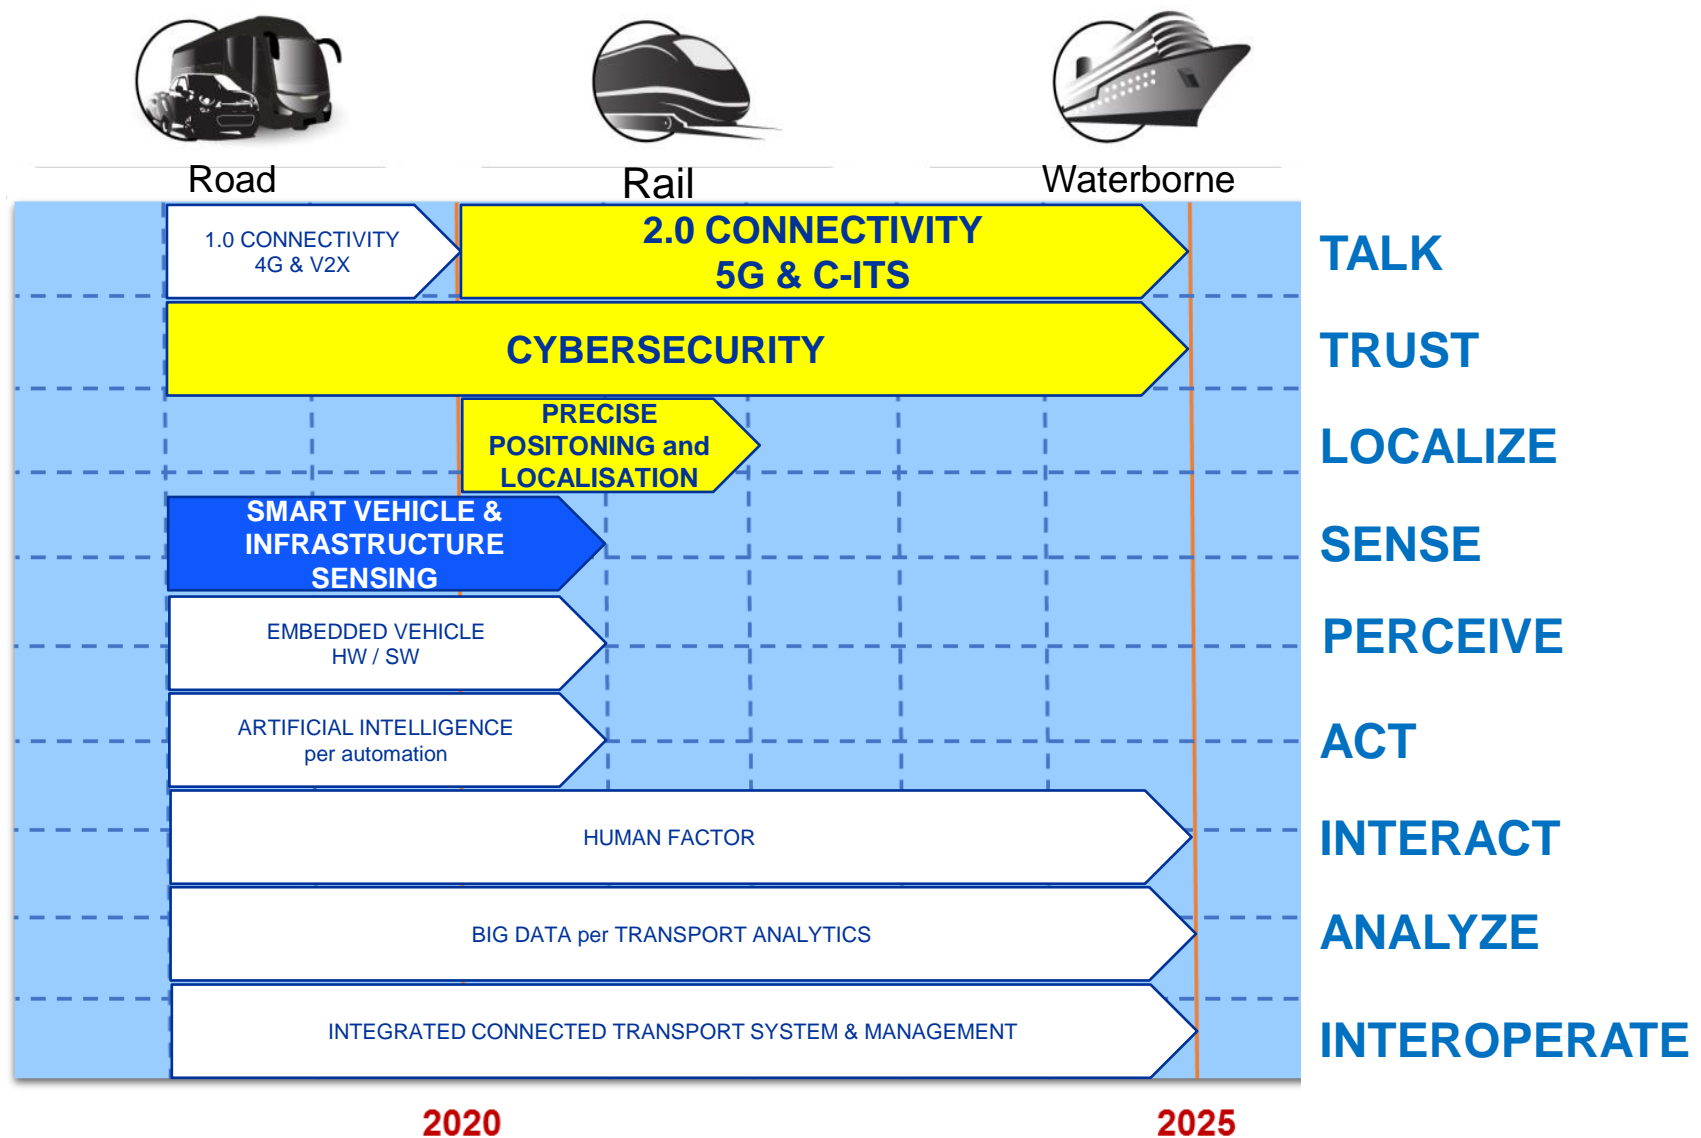 Road
Rail
Waterborne
1.0 CONNECTIVITY
4G & V2X
2.0 CONNECTIVITY
5G & C-ITS
TALK
CYBERSECURITY
TRUST
PRECISE
POSITONING and
LOCALISATION
LOCALIZE
SMART VEHICLE &
INFRASTRUCTURE
SENSING
SENSE
EMBEDDED VEHICLE
HW / SW
PERCEIVE
ARTIFICIAL INTELLIGENCE
per automation
ACT
HUMAN FACTOR
INTERACT
BIG DATA per TRANSPORT ANALYTICS
ANALYZE
INTEGRATED CONNECTED TRANSPORT SYSTEM & MANAGEMENT
INTEROPERATE
2020
2025